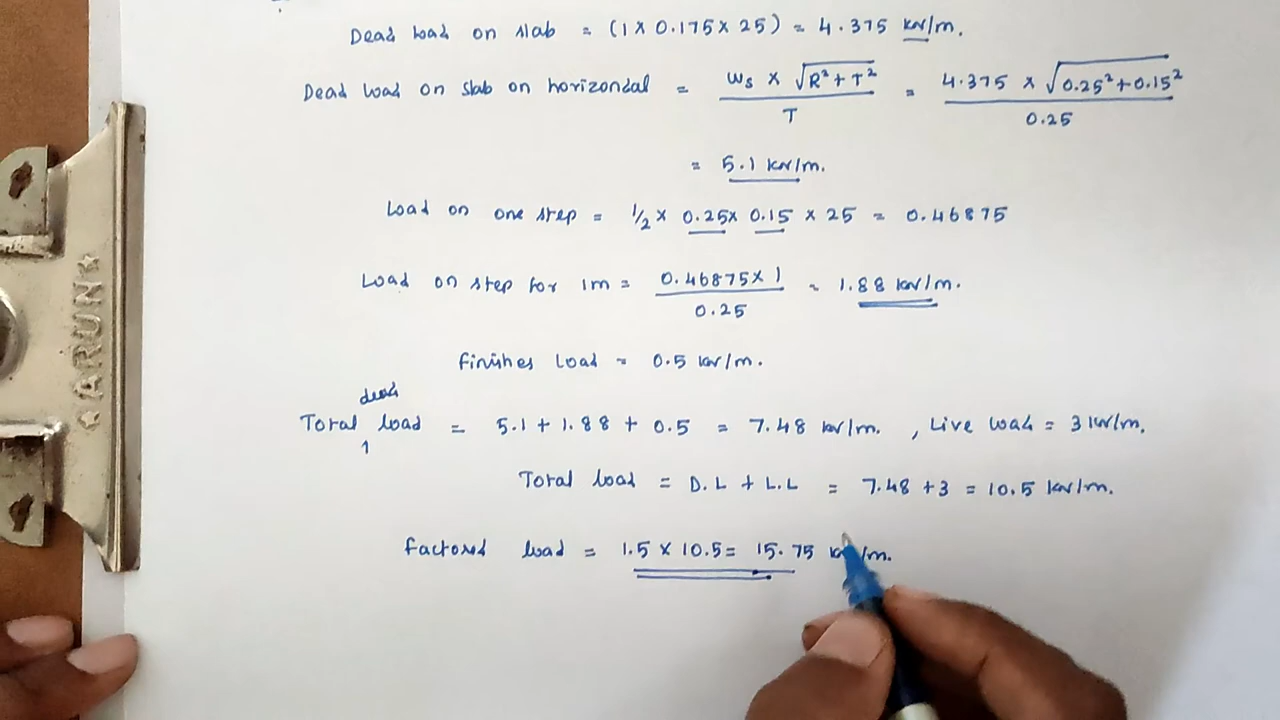 Dead load on slab = (1 X 0.175 X 25) = 4.375 kN/m.
Dead load on slab on horizondal = Ws X √R²+T² / T = 4.375 X √0.25²+0.15² / 0.25
= 5.1 kN/m.
Load on one step = 1/2 X 0.25 X 0.15 X 25 = 0.46875
Load on step for 1m = 0.46875 X 1 / 0.25 = 1.88 kN/m.
Finishes load = 0.5 kN/m.
Total dead load = 5.1 + 1.88 + 0.5 = 7.48 kN/m. , Live load = 3 kN/m.
Total load = D.L + L.L = 7.48 + 3 = 10.5 kN/m.
Factored load = 1.5 X 10.5 = 15.75 kN/m.
ARUN